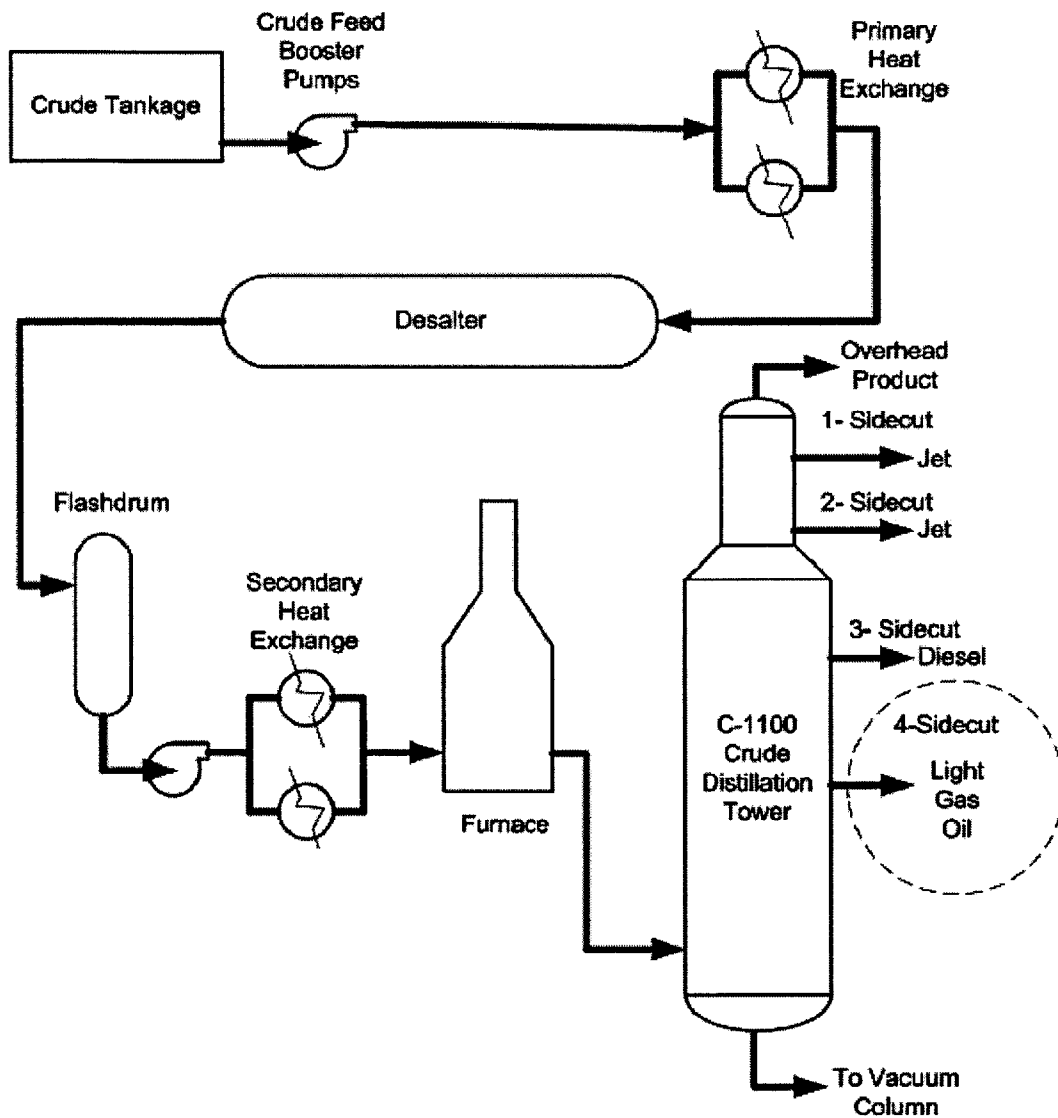 Crude Feed
Booster
Pumps
Primary
Heat
Exchange
Crude Tankage
Desalter
Overhead
Product
1- Sidecut
Jet
2- Sidecut
Jet
Flashdrum
Secondary
Heat
Exchange
3- Sidecut
Diesel
C-1100
Crude
Distillation
Tower
4-Sidecut
Light
Gas
Oil
Furnace
To Vacuum
Column